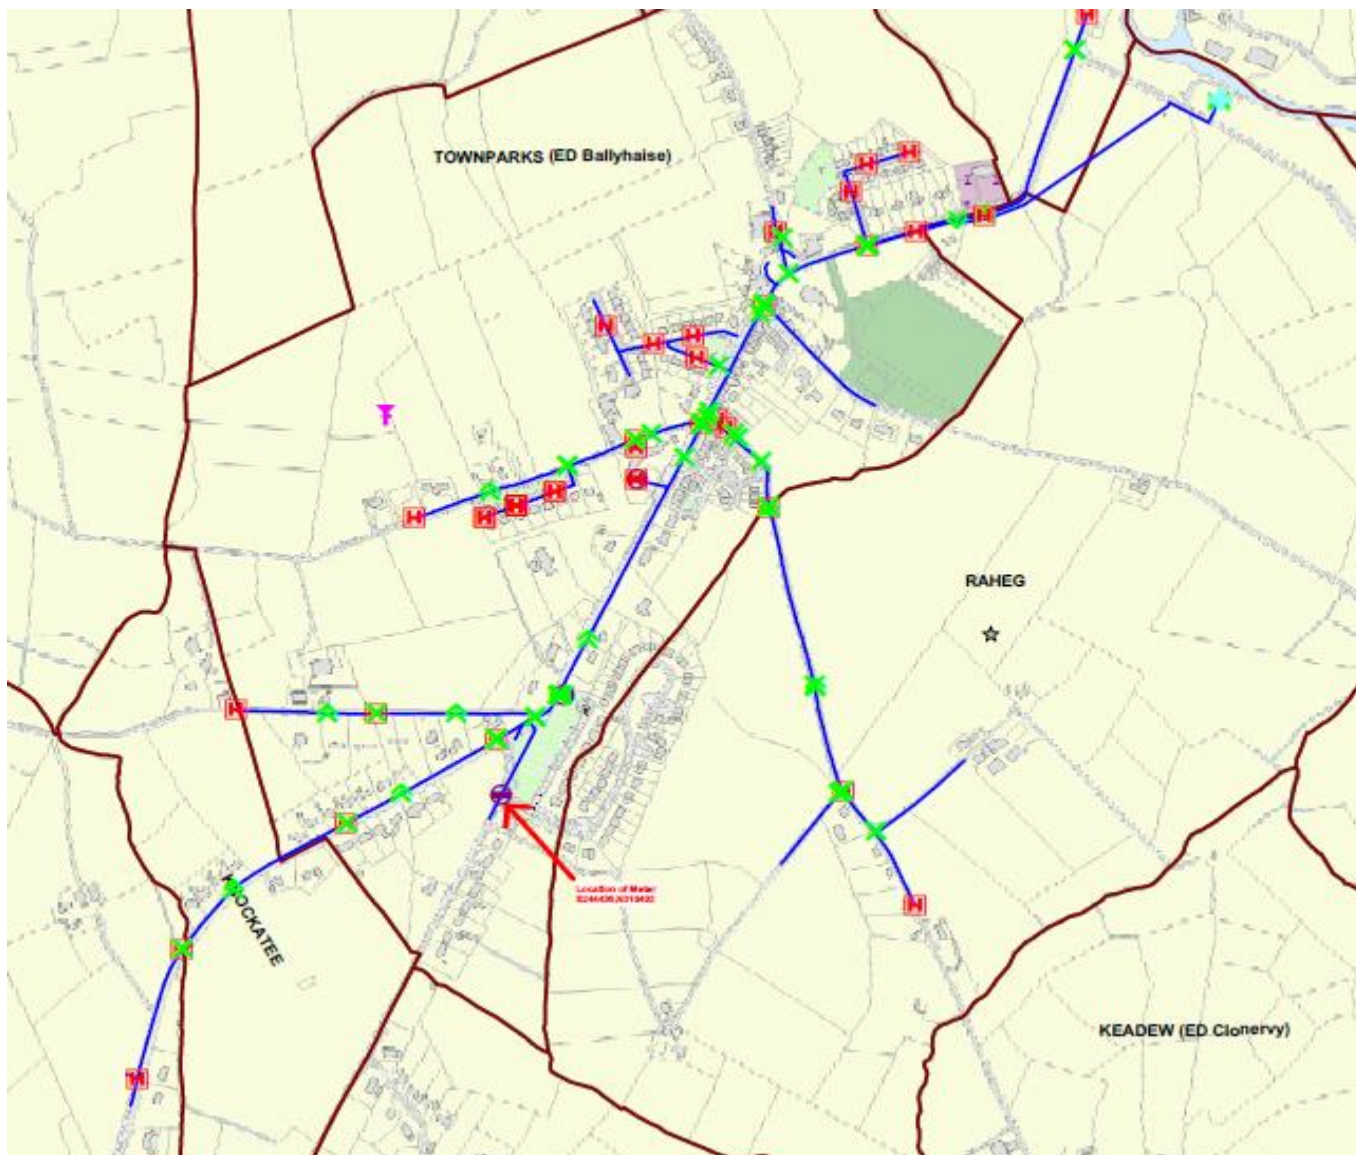 TOWNPARKS (ED Ballyhaise)
RAHEG
Location of Meter
KNOCKATEE
KEADEW (ED Clonervy)